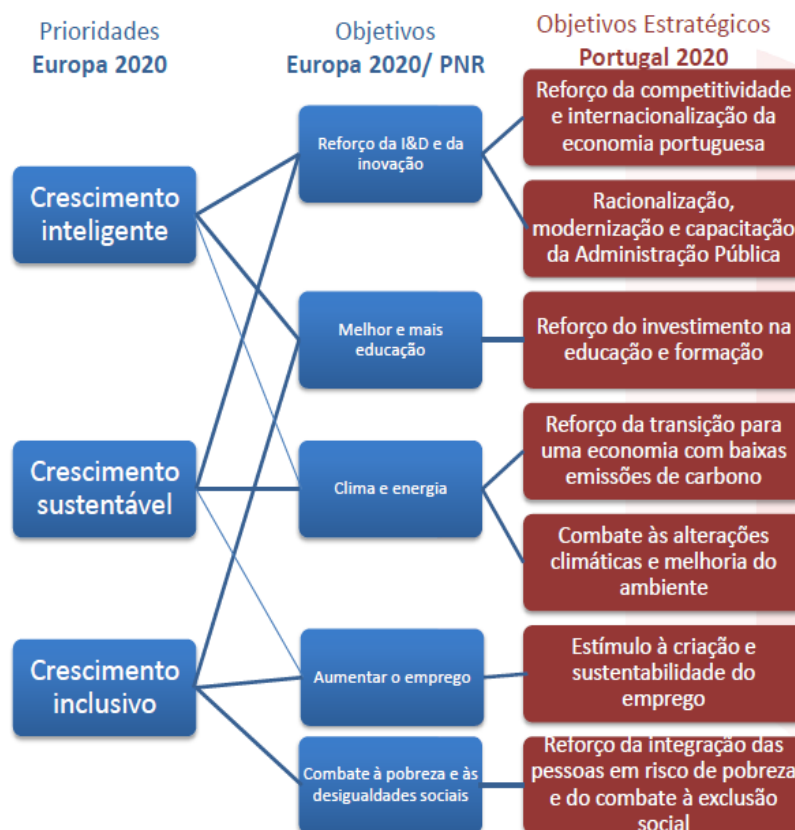 Prioridades
Europa 2020
Objetivos
Europa 2020/ PNR
Objetivos Estratégicos
Portugal 2020
Crescimento
inteligente
Crescimento
sustentável
Crescimento
inclusivo
Reforço da I&D e da
inovação
Melhor e mais
educação
Clima e energia
Aumentar o emprego
Combate à pobreza e às
desigualdades sociais
Reforço da competitividade
e internacionalização da
economia portuguesa
Racionalização,
modernização e capacitação
da Administração Pública
Reforço do investimento na
educação e formação
Reforço da transição para
uma economia com baixas
emissões de carbono
Combate às alterações
climáticas e melhoria do
ambiente
Estímulo à criação e
sustentabilidade do
emprego
Reforço da integração das
pessoas em risco de pobreza
e do combate à exclusão
social